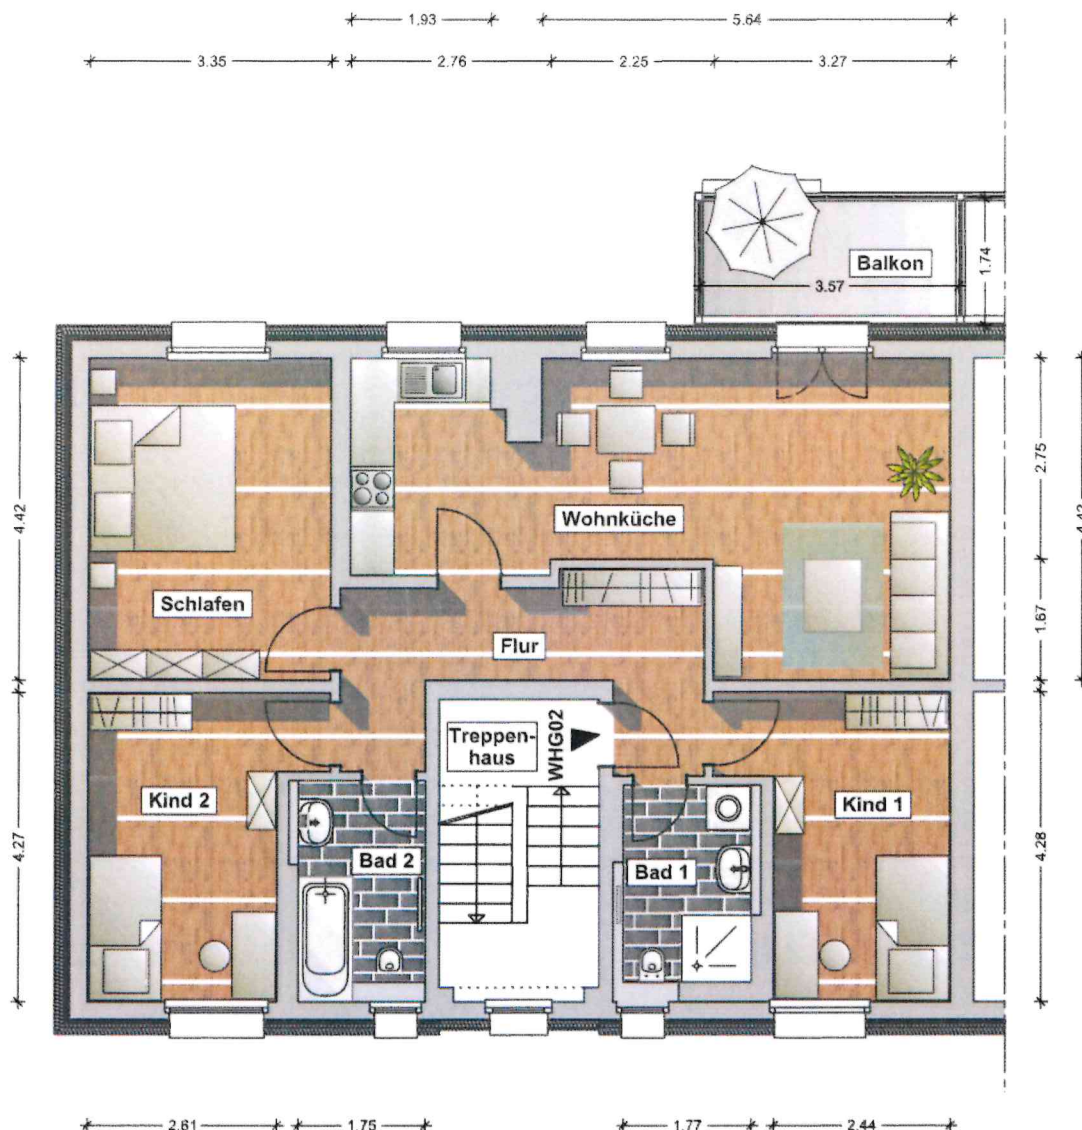 1.93
5.64
3.35
2.76
2.25
3.27
Balkon
3.57
1.74
4.42
2.75
4.42
Wohnküche
Schlafen
1.67
Flur
Treppen-
haus
WHG02
Kind 2
Kind 1
Bad 2
Bad 1
4.27
4.28
2.61
1.75
1.77
2.44